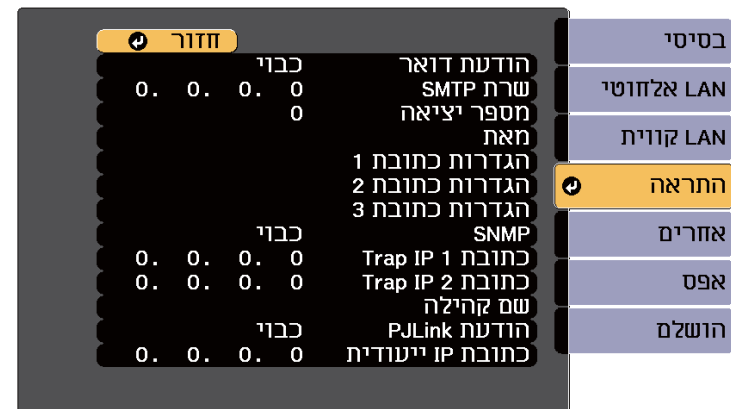 בסיסי
LAN אלחוטי
LAN קווית
התראה
אחרים
אפס
הושלם
חזור
הודעת דואר כבוי
שרת SMTP 0. 0. 0. 0
מספר יציאה 0
מאת
הגדרות כתובת 1
הגדרות כתובת 2
הגדרות כתובת 3
SNMP כבוי
כתובת Trap IP 1 0. 0. 0. 0
כתובת Trap IP 2 0. 0. 0. 0
שם קהילה
הודעת PJLink כבוי
כתובת IP ייעודית 0. 0. 0. 0